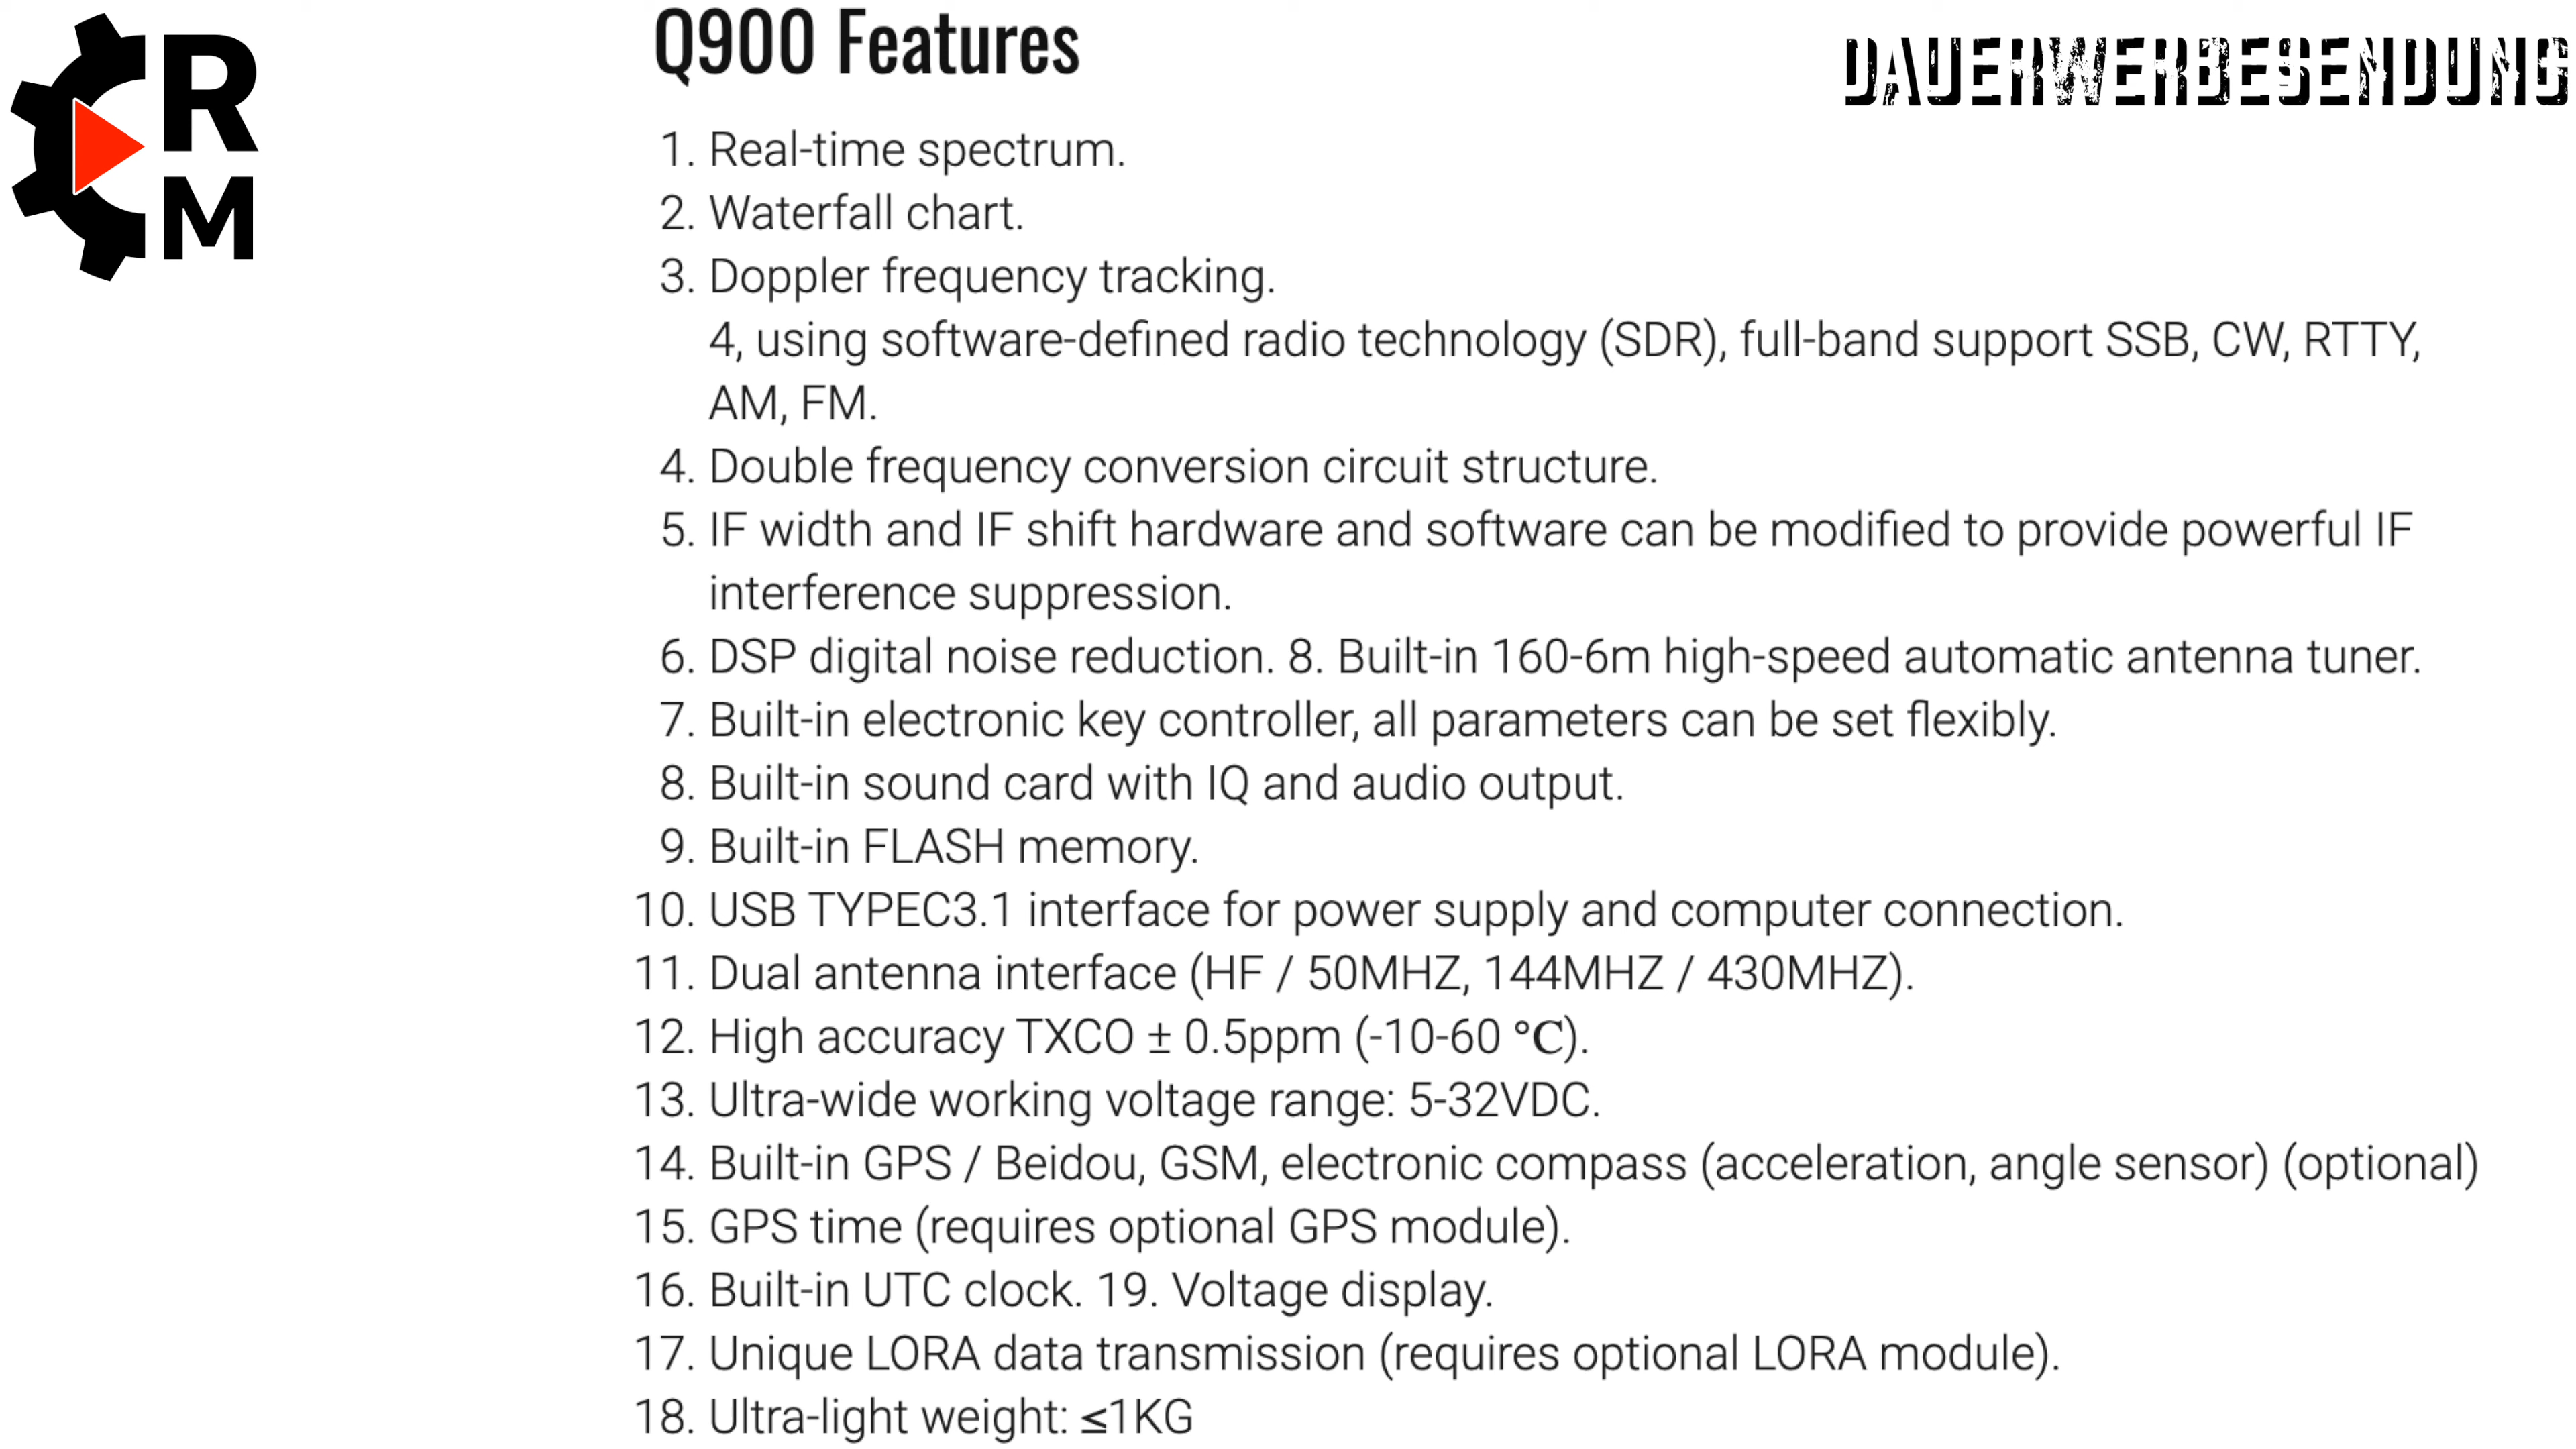 Q900 Features
DAUERWERBESENDUNG
R
M
1. Real-time spectrum.
2. Waterfall chart.
3. Doppler frequency tracking.
4, using software-defined radio technology (SDR), full-band support SSB, CW, RTTY,
AM, FM.
4. Double frequency conversion circuit structure.
5. IF width and IF shift hardware and software can be modified to provide powerful IF
interference suppression.
6. DSP digital noise reduction. 8. Built-in 160-6m high-speed automatic antenna tuner.
7. Built-in electronic key controller, all parameters can be set flexibly.
8. Built-in sound card with IQ and audio output.
9. Built-in FLASH memory.
10. USB TYPEC3.1 interface for power supply and computer connection.
11. Dual antenna interface (HF / 50MHZ, 144MHZ / 430MHZ).
12. High accuracy TXCO ± 0.5ppm (-10-60 ℃).
13. Ultra-wide working voltage range: 5-32VDC.
14. Built-in GPS / Beidou, GSM, electronic compass (acceleration, angle sensor) (optional)
15. GPS time (requires optional GPS module).
16. Built-in UTC clock. 19. Voltage display.
17. Unique LORA data transmission (requires optional LORA module).
18. Ultra-light weight: ≤1KG